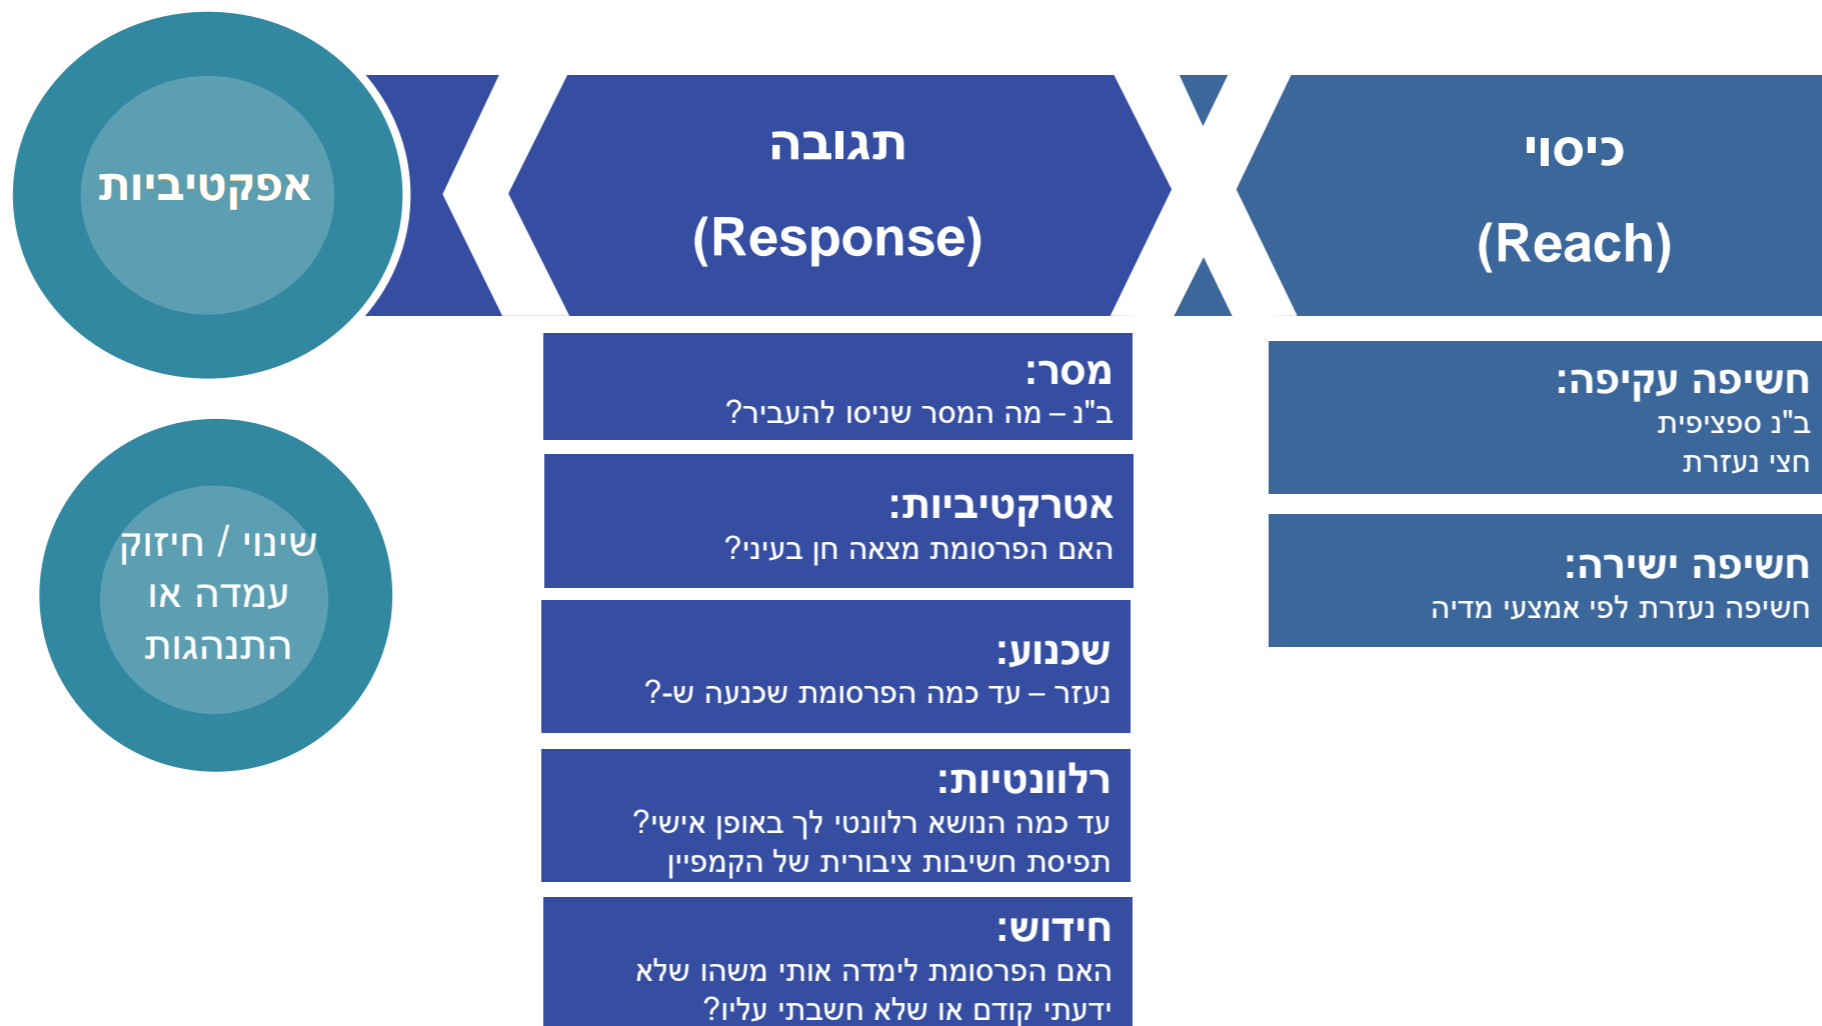 כיסוי
(Reach)
חשיפה עקיפה:
ב"נ ספציפית
חצי נעזרת
חשיפה ישירה:
חשיפה נעזרת לפי אמצעי מדיה
תגובה
(Response)
מסר:
ב"נ – מה המסר שניסו להעביר?
אטרקטיביות:
האם הפרסומת מצאה חן בעיני?
שכנוע:
נעזר – עד כמה הפרסומת שכנעה ש-?
רלוונטיות:
עד כמה הנושא רלוונטי לך באופן אישי?
תפיסת חשיבות ציבורית של הקמפיין
חידוש:
האם הפרסומת לימדה אותי משהו שלא
ידעתי קודם או שלא חשבתי עליו?
אפקטיביות
שינוי / חיזוק
עמדה או
התנהגות